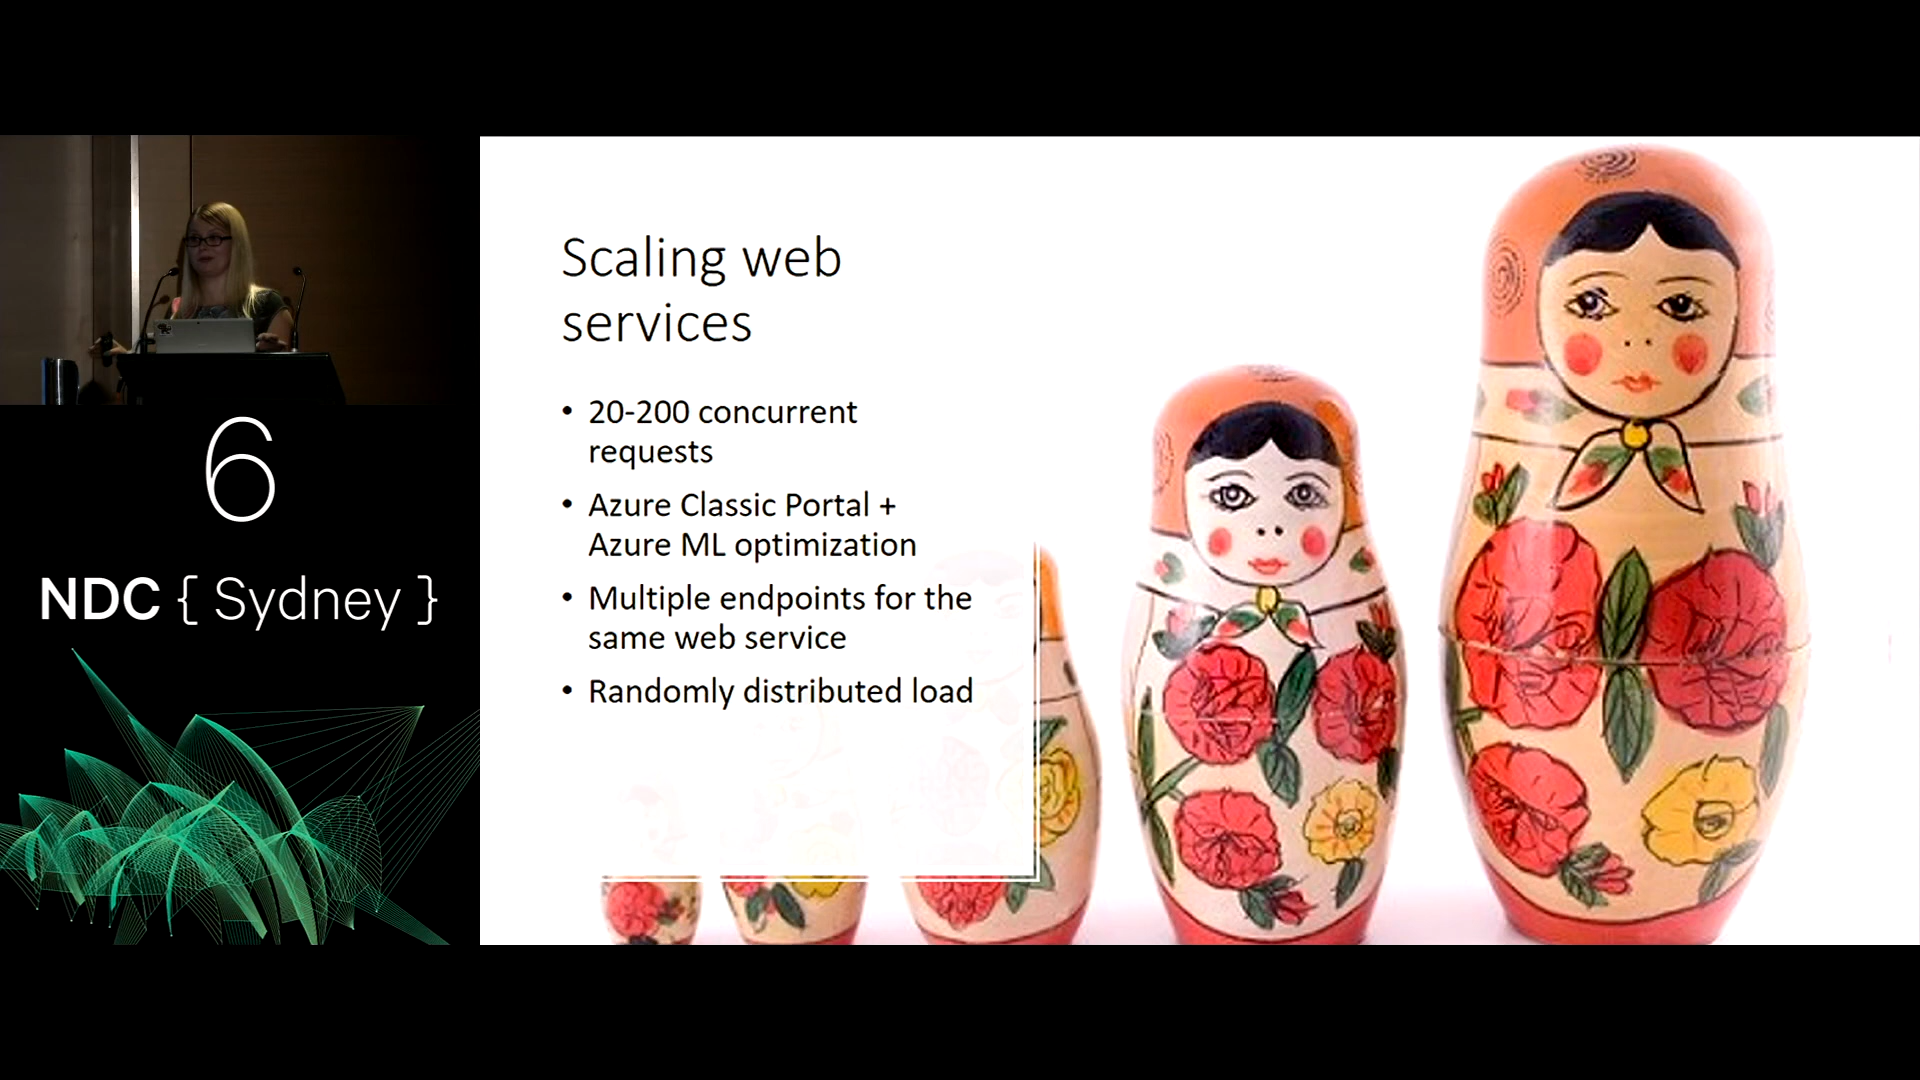 6
NDC { Sydney }
Scaling web
services
• 20-200 concurrent
requests
• Azure Classic Portal +
Azure ML optimization
• Multiple endpoints for the
same web service
• Randomly distributed load